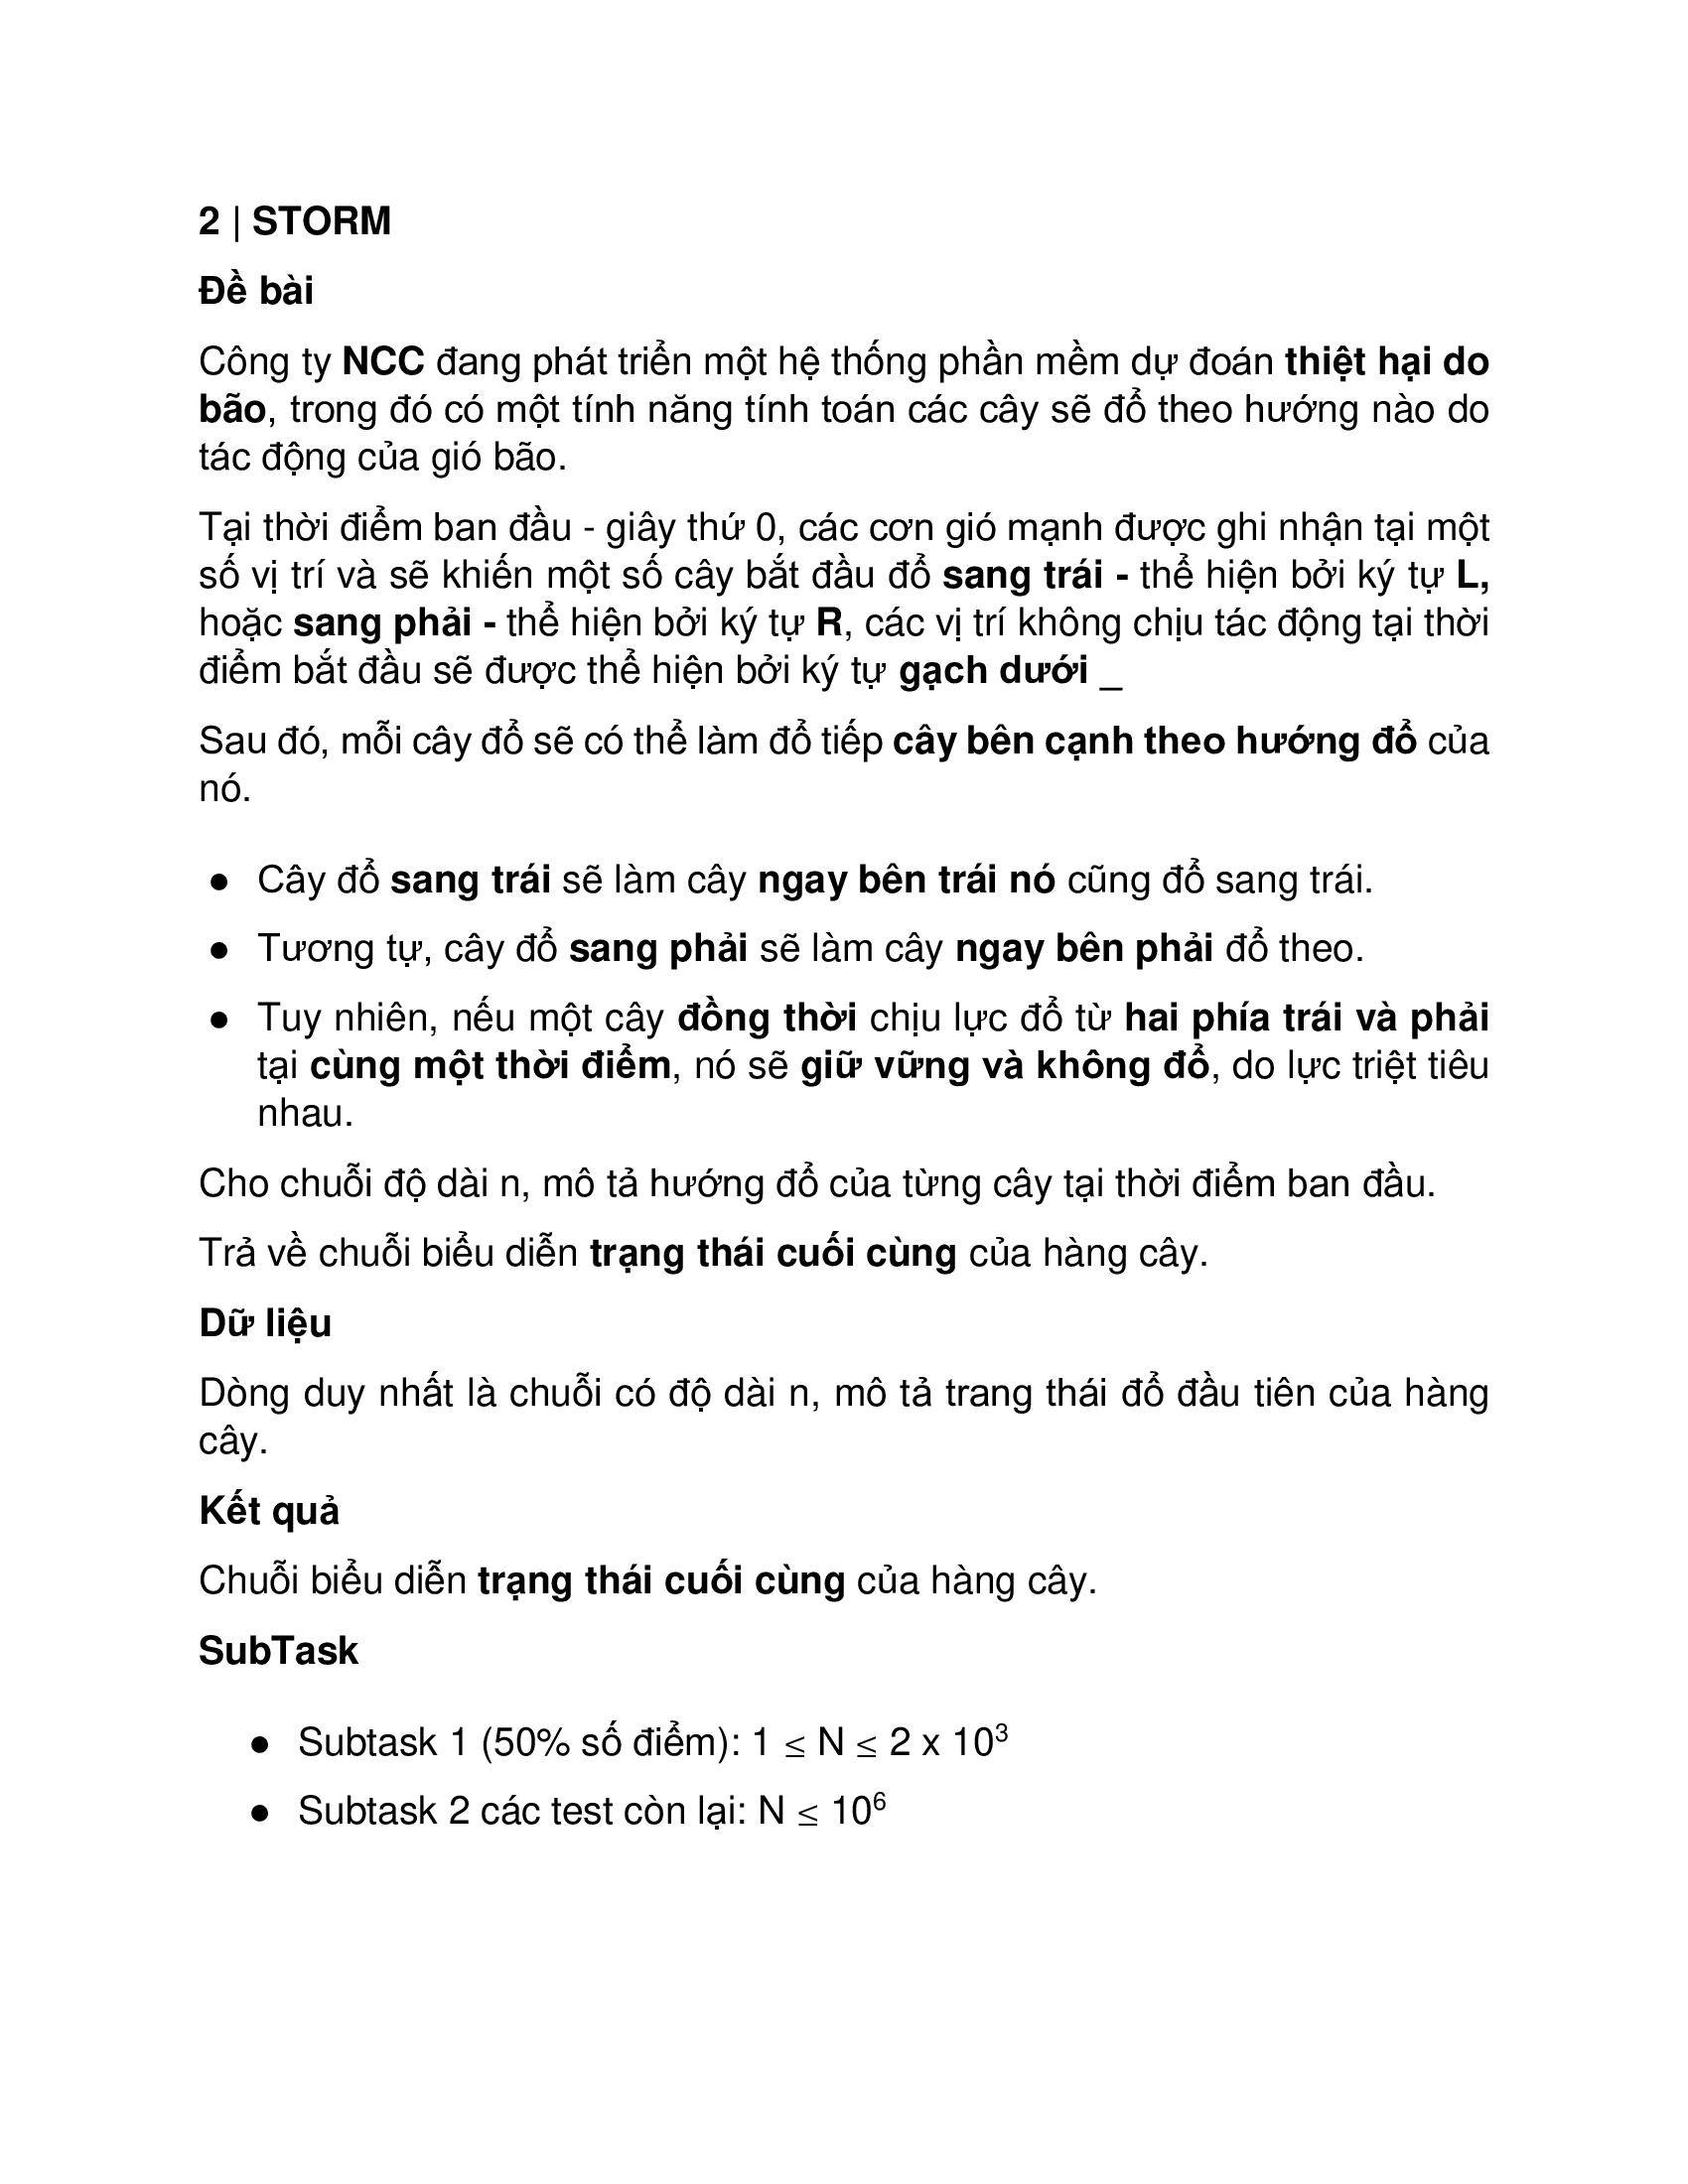 2 | STORM
Đề bài
Công ty NCC đang phát triển một hệ thống phần mềm dự đoán thiệt hại do
bão, trong đó có một tính năng tính toán các cây sẽ đổ theo hướng nào do
tác động của gió bão.
Tại thời điểm ban đầu - giây thứ 0, các cơn gió mạnh được ghi nhận tại một
số vị trí và sẽ khiến một số cây bắt đầu đổ sang trái - thể hiện bởi ký tự L,
hoặc sang phải - thể hiện bởi ký tự R, các vị trí không chịu tác động tại thời
điểm bắt đầu sẽ được thể hiện bởi ký tự gạch dưới _
Sau đó, mỗi cây đổ sẽ có thể làm đổ tiếp cây bên cạnh theo hướng đổ của
nó.
● Cây đổ sang trái sẽ làm cây ngay bên trái nó cũng đổ sang trái.
● Tương tự, cây đổ sang phải sẽ làm cây ngay bên phải đổ theo.
● Tuy nhiên, nếu một cây đồng thời chịu lực đổ từ hai phía trái và phải
tại cùng một thời điểm, nó sẽ giữ vững và không đổ, do lực triệt tiêu
nhau.
Cho chuỗi độ dài n, mô tả hướng đổ của từng cây tại thời điểm ban đầu.
Trả về chuỗi biểu diễn trạng thái cuối cùng của hàng cây.
Dữ liệu
Dòng duy nhất là chuỗi có độ dài n, mô tả trang thái đổ đầu tiên của hàng
cây.
Kết quả
Chuỗi biểu diễn trạng thái cuối cùng của hàng cây.
SubTask
● Subtask 1 (50% số điểm): 1 ≤ N ≤ 2 x 10³
● Subtask 2 các test còn lại: N ≤ 10⁶